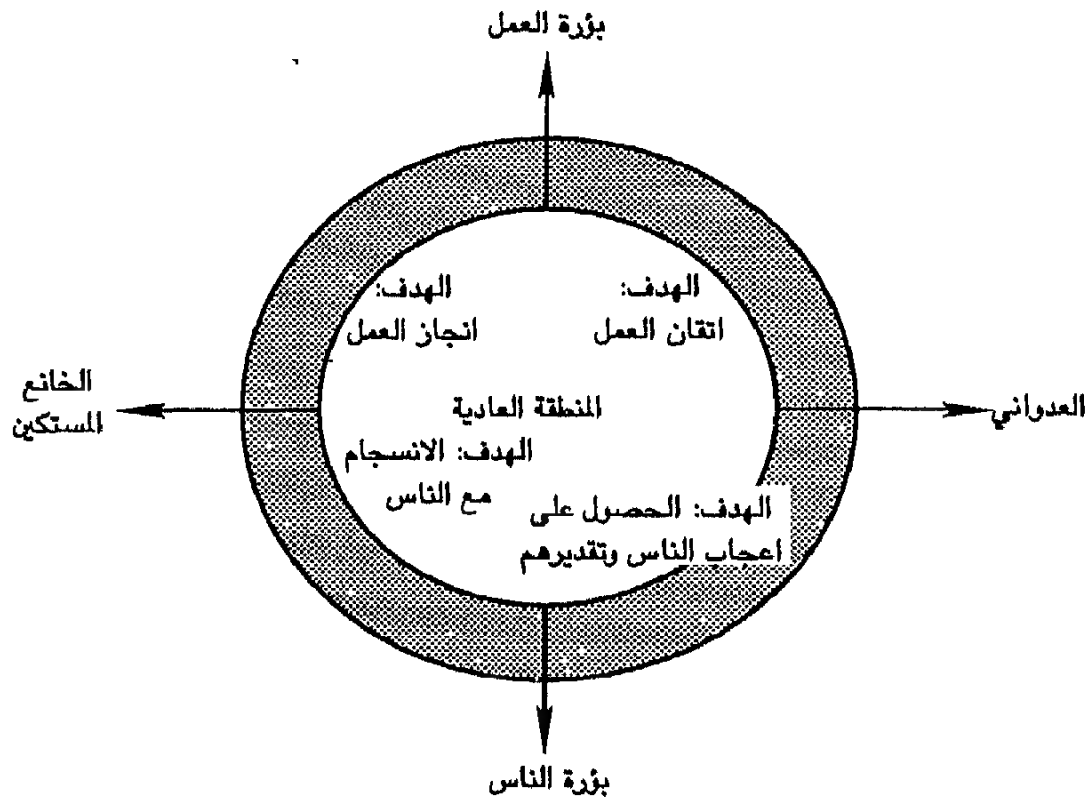 بؤرة العمل
الهدف:
اتقان العمل
الهدف:
انجاز العمل
العدواني
المنطقة العادية
الخانع
المستكين
الهدف: الانسجام
مع الناس
الهدف: الحصول على
اعجاب الناس وتقديرهم
بؤرة الناس